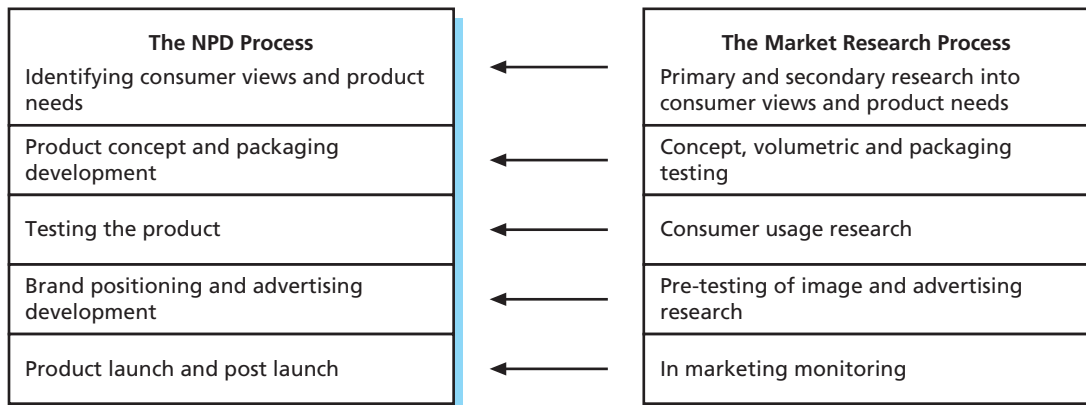 The NPD Process
Identifying consumer views and product
needs
Product concept and packaging
development
Testing the product
Brand positioning and advertising
development
Product launch and post launch
The Market Research Process
Primary and secondary research into
consumer views and product needs
Concept, volumetric and packaging
testing
Consumer usage research
Pre-testing of image and advertising
research
In marketing monitoring